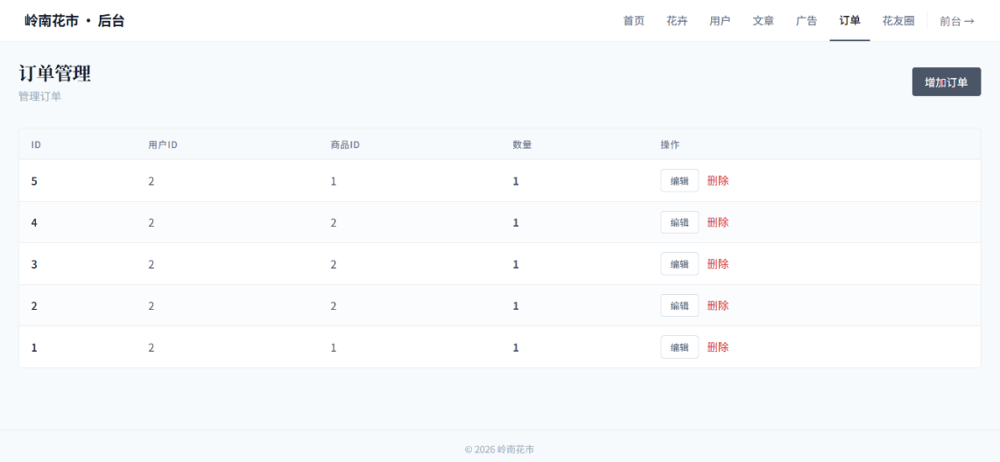 岭南花市 · 后台
首页 花卉 用户 文章 广告 订单 花友圈 前台 →
订单管理
管理订单
增加订单
ID 用户ID 商品ID 数量 操作
5 2 1 1 编辑 删除
4 2 2 1 编辑 删除
3 2 2 1 编辑 删除
2 2 2 1 编辑 删除
1 2 1 1 编辑 删除
© 2026 岭南花市